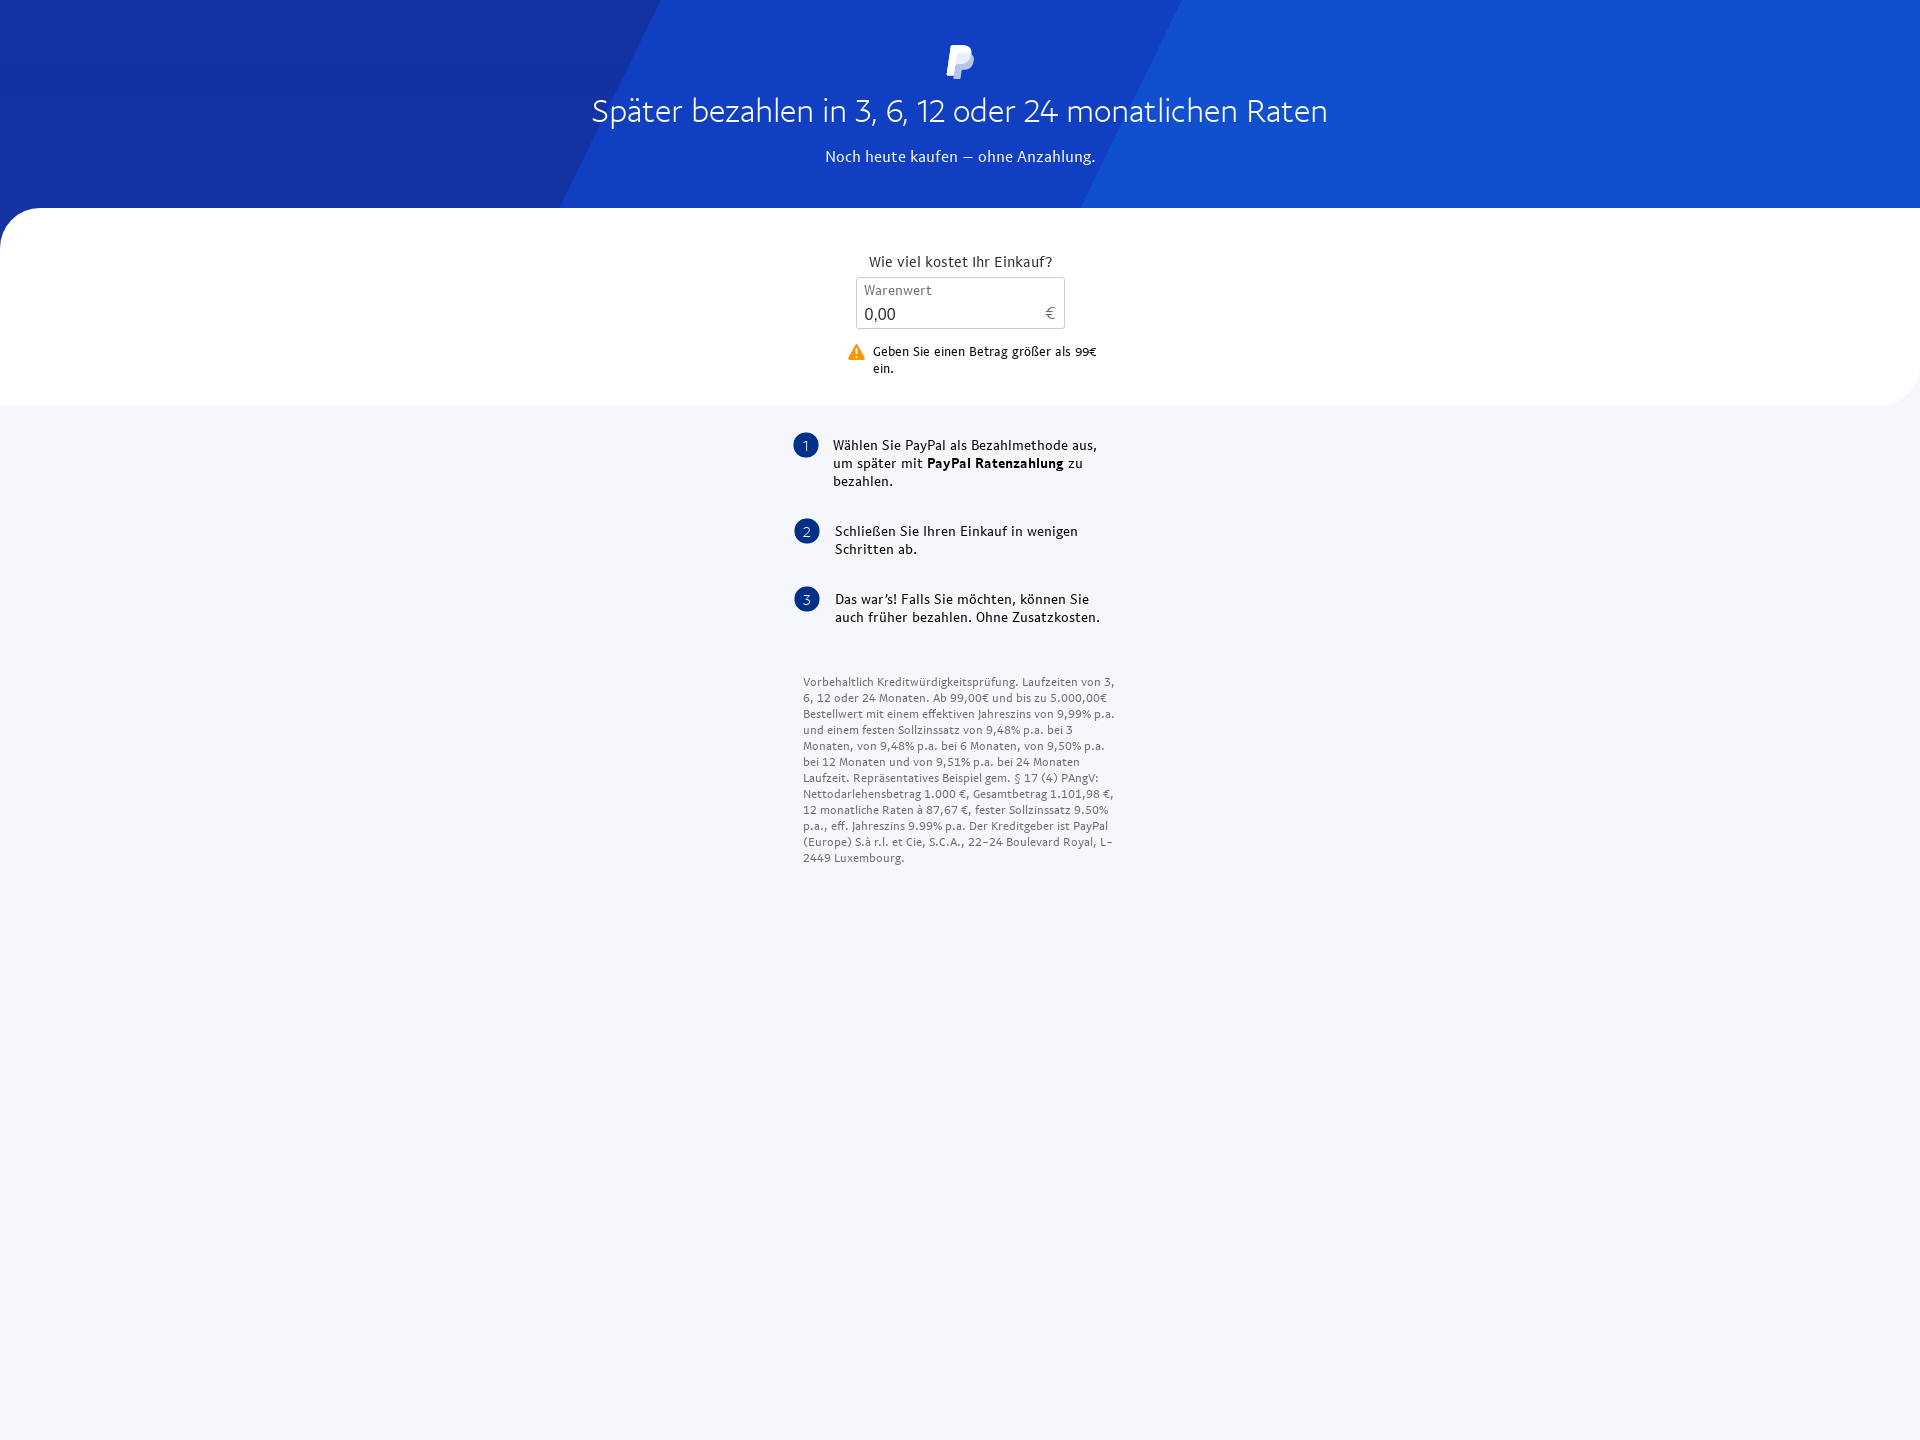 Später bezahlen in 3, 6, 12 oder 24 monatlichen Raten
Noch heute kaufen – ohne Anzahlung.
Wie viel kostet Ihr Einkauf?
Warenwert
0,00 €
Geben Sie einen Betrag größer als 99€
ein.
1 Wählen Sie PayPal als Bezahlmethode aus,
um später mit PayPal Ratenzahlung zu
bezahlen.
2 Schließen Sie Ihren Einkauf in wenigen
Schritten ab.
3 Das war's! Falls Sie möchten, können Sie
auch früher bezahlen. Ohne Zusatzkosten.
Vorbehaltlich Kreditwürdigkeitsprüfung. Laufzeiten von 3,
6, 12 oder 24 Monaten. Ab 99,00€ und bis zu 5.000,00€
Bestellwert mit einem effektiven Jahreszins von 9,99% p.a.
und einem festen Sollzinssatz von 9,48% p.a. bei 3
Monaten, von 9,48% p.a. bei 6 Monaten, von 9,50% p.a.
bei 12 Monaten und von 9,51% p.a. bei 24 Monaten
Laufzeit. Repräsentatives Beispiel gem. § 17 (4) PAngV:
Nettodarlehensbetrag 1.000 €, Gesamtbetrag 1.101,98 €,
12 monatliche Raten à 87,67 €, fester Sollzinssatz 9.50%
p.a., eff. Jahreszins 9.99% p.a. Der Kreditgeber ist PayPal
(Europe) S.à r.l. et Cie, S.C.A., 22-24 Boulevard Royal, L-
2449 Luxembourg.